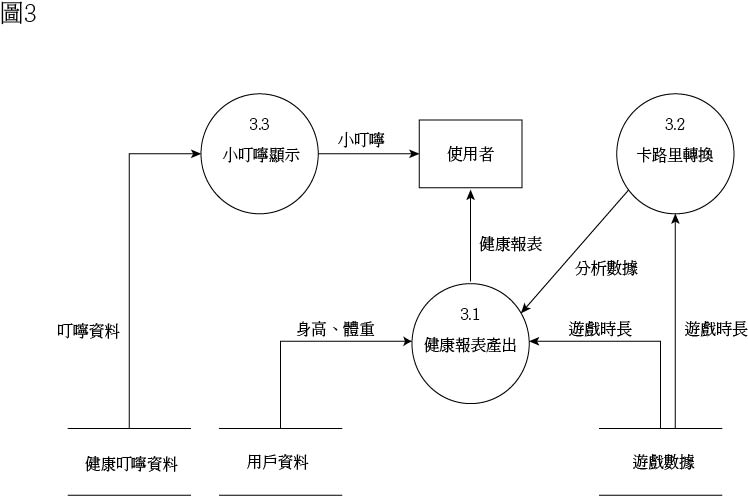 圖3
3.3
小叮嚀顯示
小叮嚀
使用者
3.2
卡路里轉換
健康報表
分析數據
3.1
健康報表產出
叮嚀資料
身高、體重
遊戲時長
遊戲時長
健康叮嚀資料
用戶資料
遊戲數據